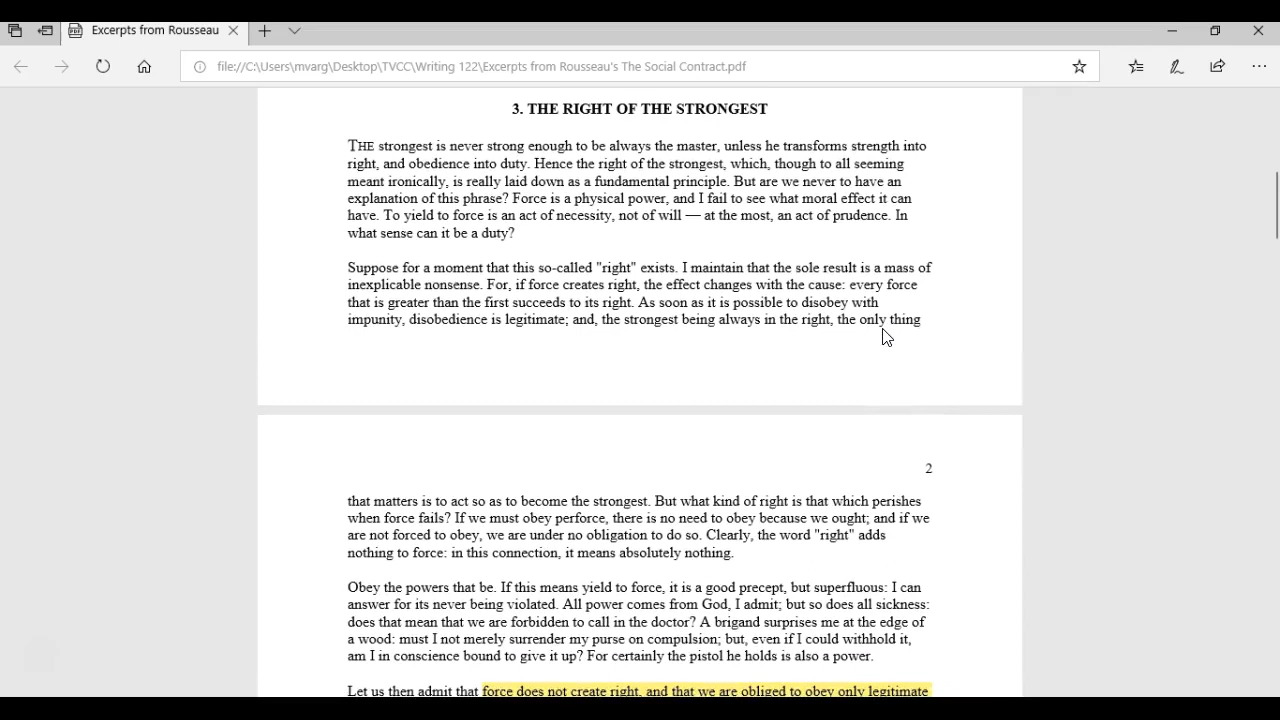 Excerpts from Rousseau
file://C:\Users\mvarg\Desktop\TVCC\Writing 122\Excerpts from Rousseau's The Social Contract.pdf
3. THE RIGHT OF THE STRONGEST
THE strongest is never strong enough to be always the master, unless he transforms strength into
right, and obedience into duty. Hence the right of the strongest, which, though to all seeming
meant ironically, is really laid down as a fundamental principle. But are we never to have an
explanation of this phrase? Force is a physical power, and I fail to see what moral effect it can
have. To yield to force is an act of necessity, not of will — at the most, an act of prudence. In
what sense can it be a duty?
Suppose for a moment that this so-called "right" exists. I maintain that the sole result is a mass of
inexplicable nonsense. For, if force creates right, the effect changes with the cause: every force
that is greater than the first succeeds to its right. As soon as it is possible to disobey with
impunity, disobedience is legitimate; and, the strongest being always in the right, the only thing
2
that matters is to act so as to become the strongest. But what kind of right is that which perishes
when force fails? If we must obey perforce, there is no need to obey because we ought; and if we
are not forced to obey, we are under no obligation to do so. Clearly, the word "right" adds
nothing to force: in this connection, it means absolutely nothing.
Obey the powers that be. If this means yield to force, it is a good precept, but superfluous: I can
answer for its never being violated. All power comes from God, I admit; but so does all sickness:
does that mean that we are forbidden to call in the doctor? A brigand surprises me at the edge of
a wood: must I not merely surrender my purse on compulsion; but, even if I could withhold it,
am I in conscience bound to give it up? For certainly the pistol he holds is also a power.
Let us then admit that force does not create right, and that we are obliged to obey only legitimate